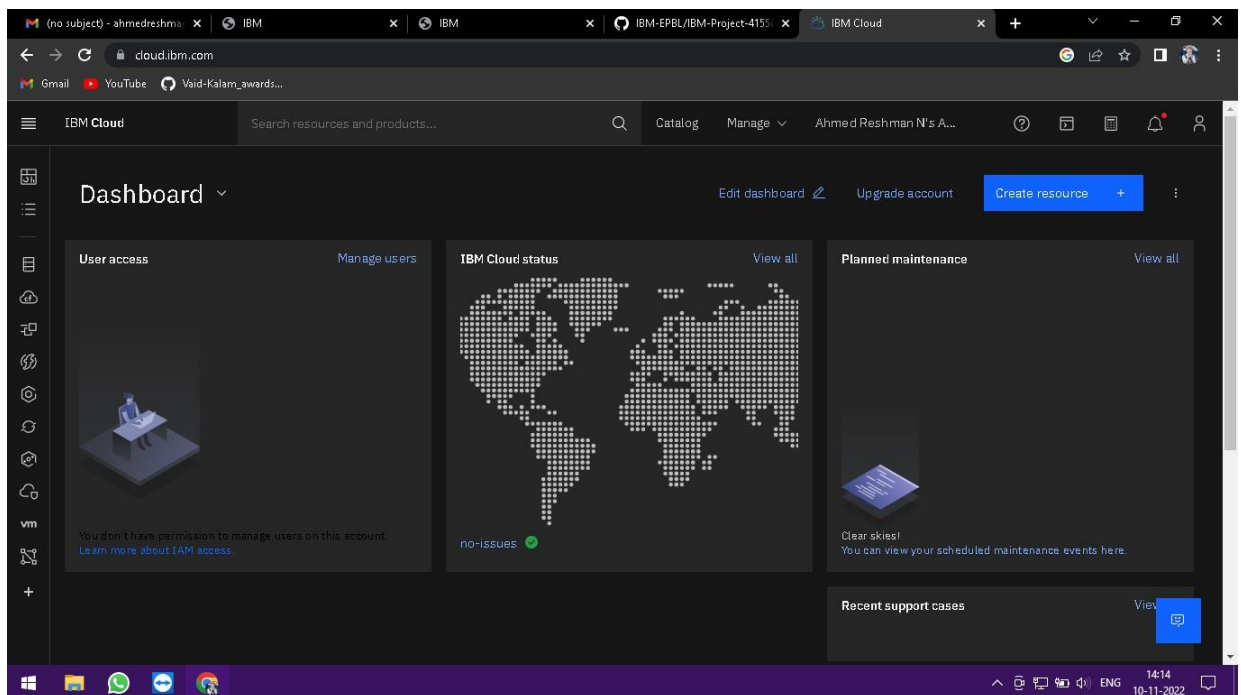 (no subject) - ahmedreshma
IBM
IBM
IBM-EPBL/IBM-Project-4155
IBM Cloud
cloud.ibm.com
Gmail
YouTube
Vaid-Kalam_awards...
IBM Cloud
Search resources and products...
Catalog
Manage
Ahmed Reshman N's A...
Dashboard
Edit dashboard
Upgrade account
Create resource +
User access
Manage users
IBM Cloud status
View all
Planned maintenance
View all
You don't have permission to manage users on this account.
Learn more about IAM access.
no-issues
Clear skies!
You can view your scheduled maintenance events here.
Recent support cases
View
vm
ENG
14:14
10-11-2022